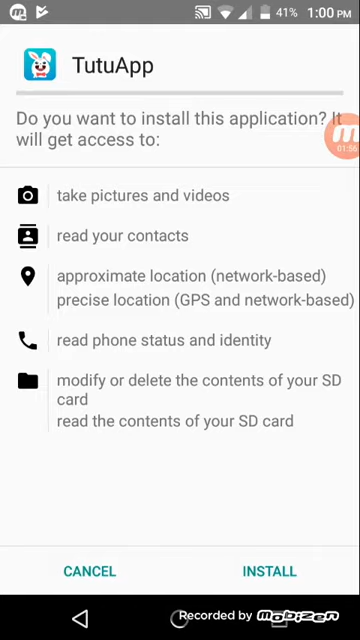 41% 1:00 PM
TutuApp
Do you want to install this application? It
will get access to:
01:56
take pictures and videos
read your contacts
approximate location (network-based)
precise location (GPS and network-based)
read phone status and identity
modify or delete the contents of your SD
card
read the contents of your SD card
CANCEL INSTALL
Recorded by mobizen